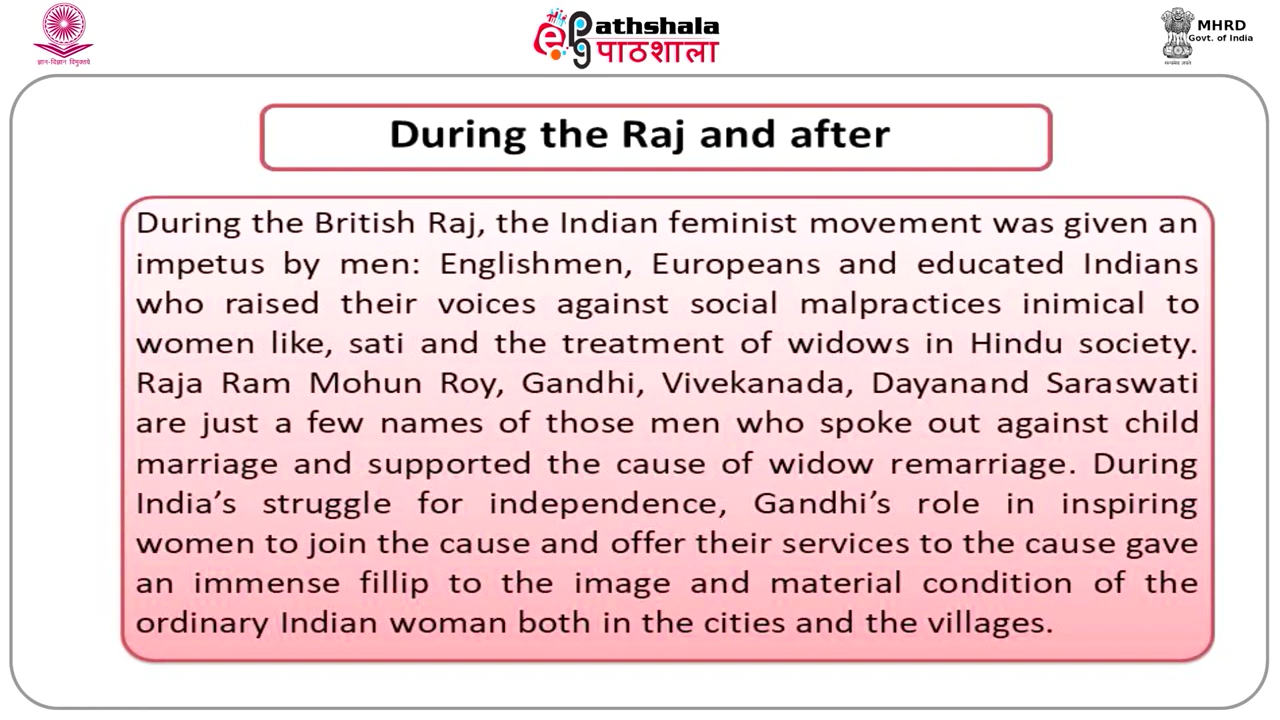 ज्ञान-विज्ञान विमुक्तये
epg
athshala
पाठशाला
MHRD
Govt. of India
सत्यमेव जयते
During the Raj and after
During the British Raj, the Indian feminist movement was given an
impetus by men: Englishmen, Europeans and educated Indians
who raised their voices against social malpractices inimical to
women like, sati and the treatment of widows in Hindu society.
Raja Ram Mohun Roy, Gandhi, Vivekanada, Dayanand Saraswati
are just a few names of those men who spoke out against child
marriage and supported the cause of widow remarriage. During
India’s struggle for independence, Gandhi’s role in inspiring
women to join the cause and offer their services to the cause gave
an immense fillip to the image and material condition of the
ordinary Indian woman both in the cities and the villages.